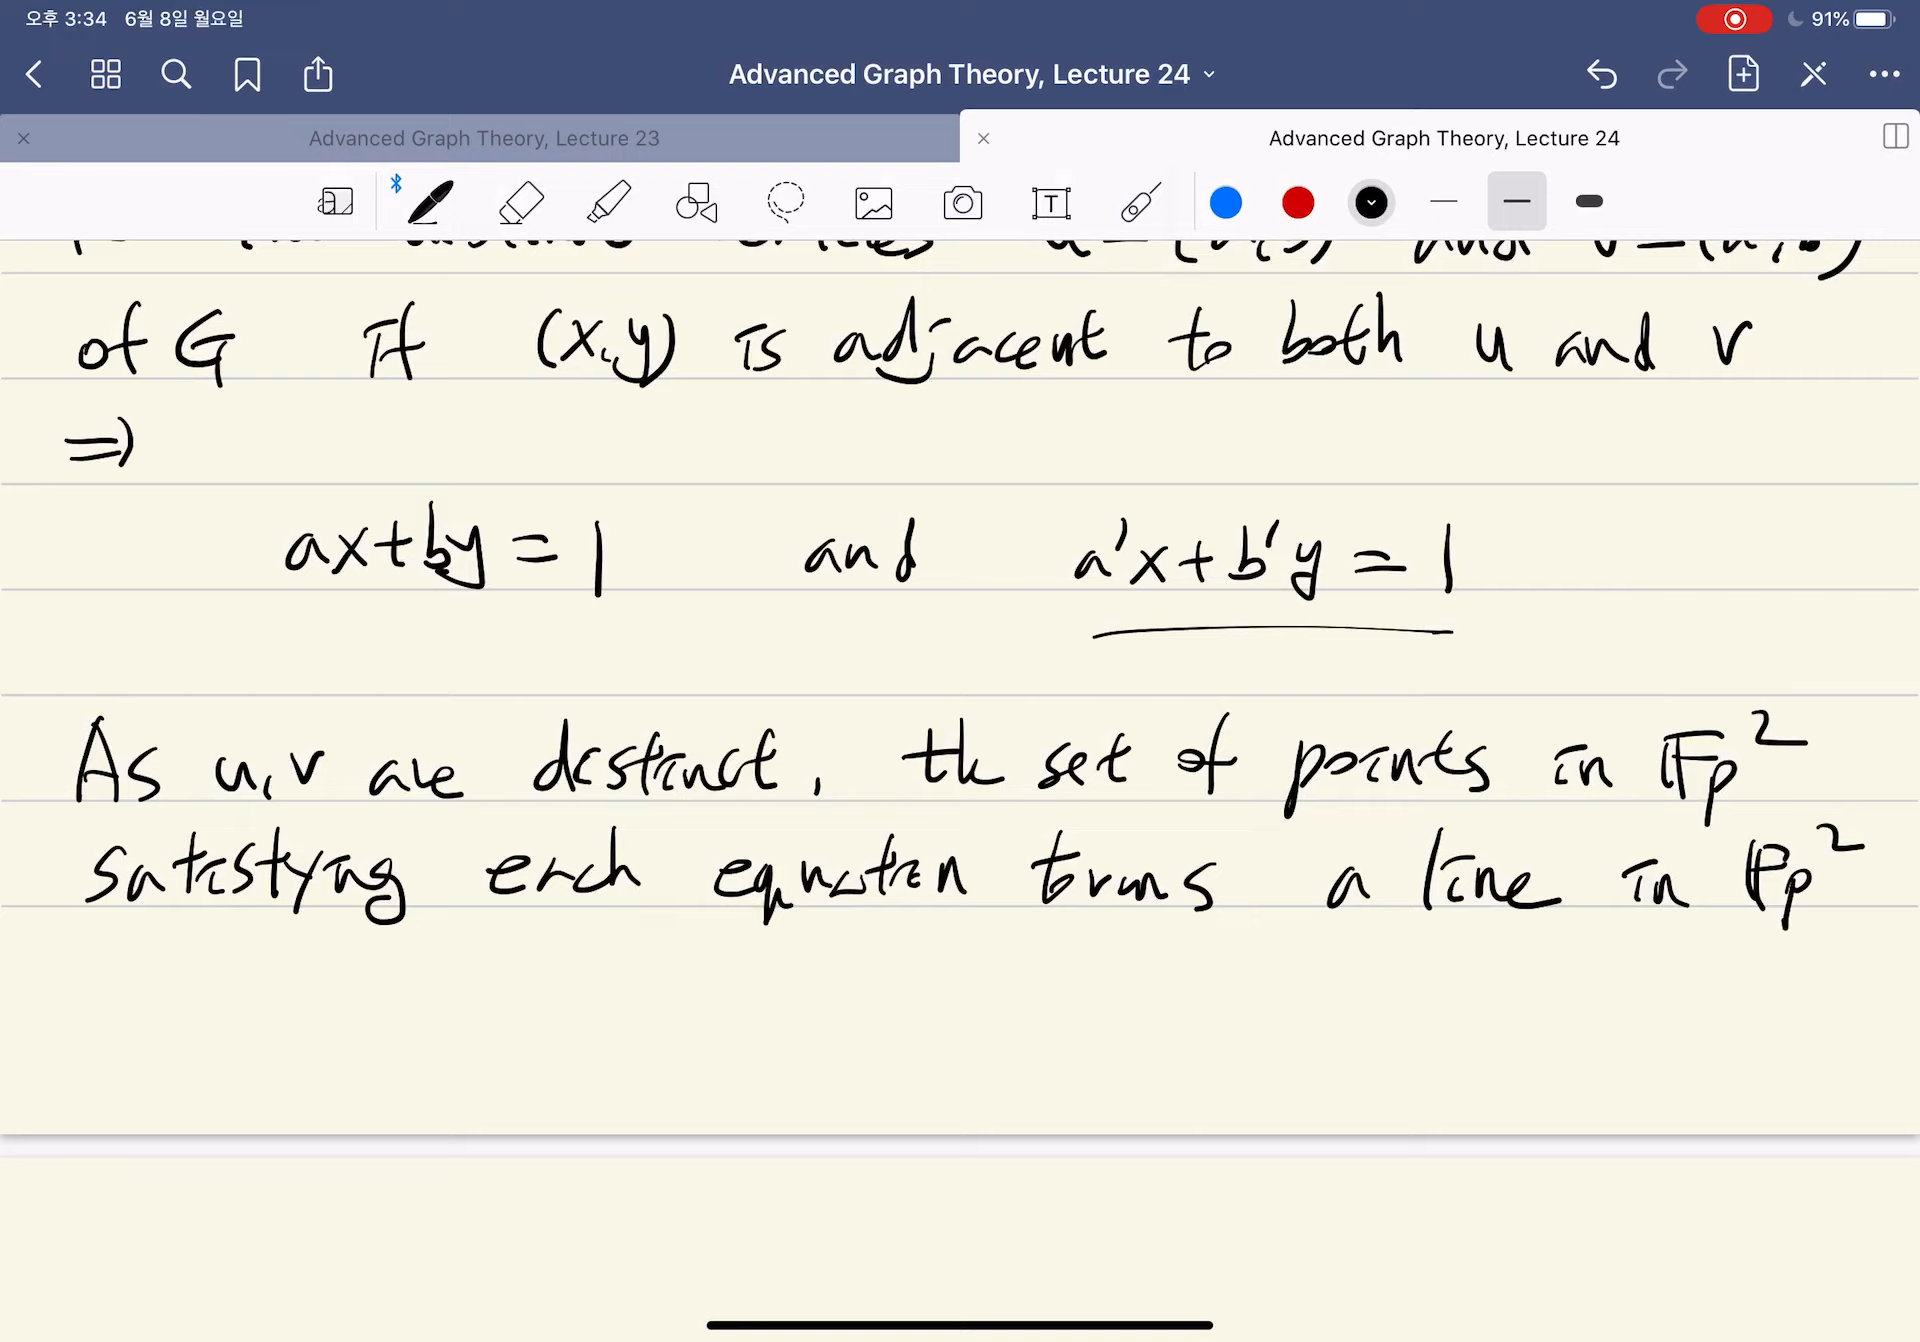 오후 3:34 6월 8일 월요일
91%
Advanced Graph Theory, Lecture 24
Advanced Graph Theory, Lecture 23
Advanced Graph Theory, Lecture 24
and
of G if (x,y) is adjacent to both u and v
⇒
ax+by=1 and a'x+b'y=1
As u,v are distinct, the set of points in 𝔽p²
satisfying each equation forms a line in 𝔽p²